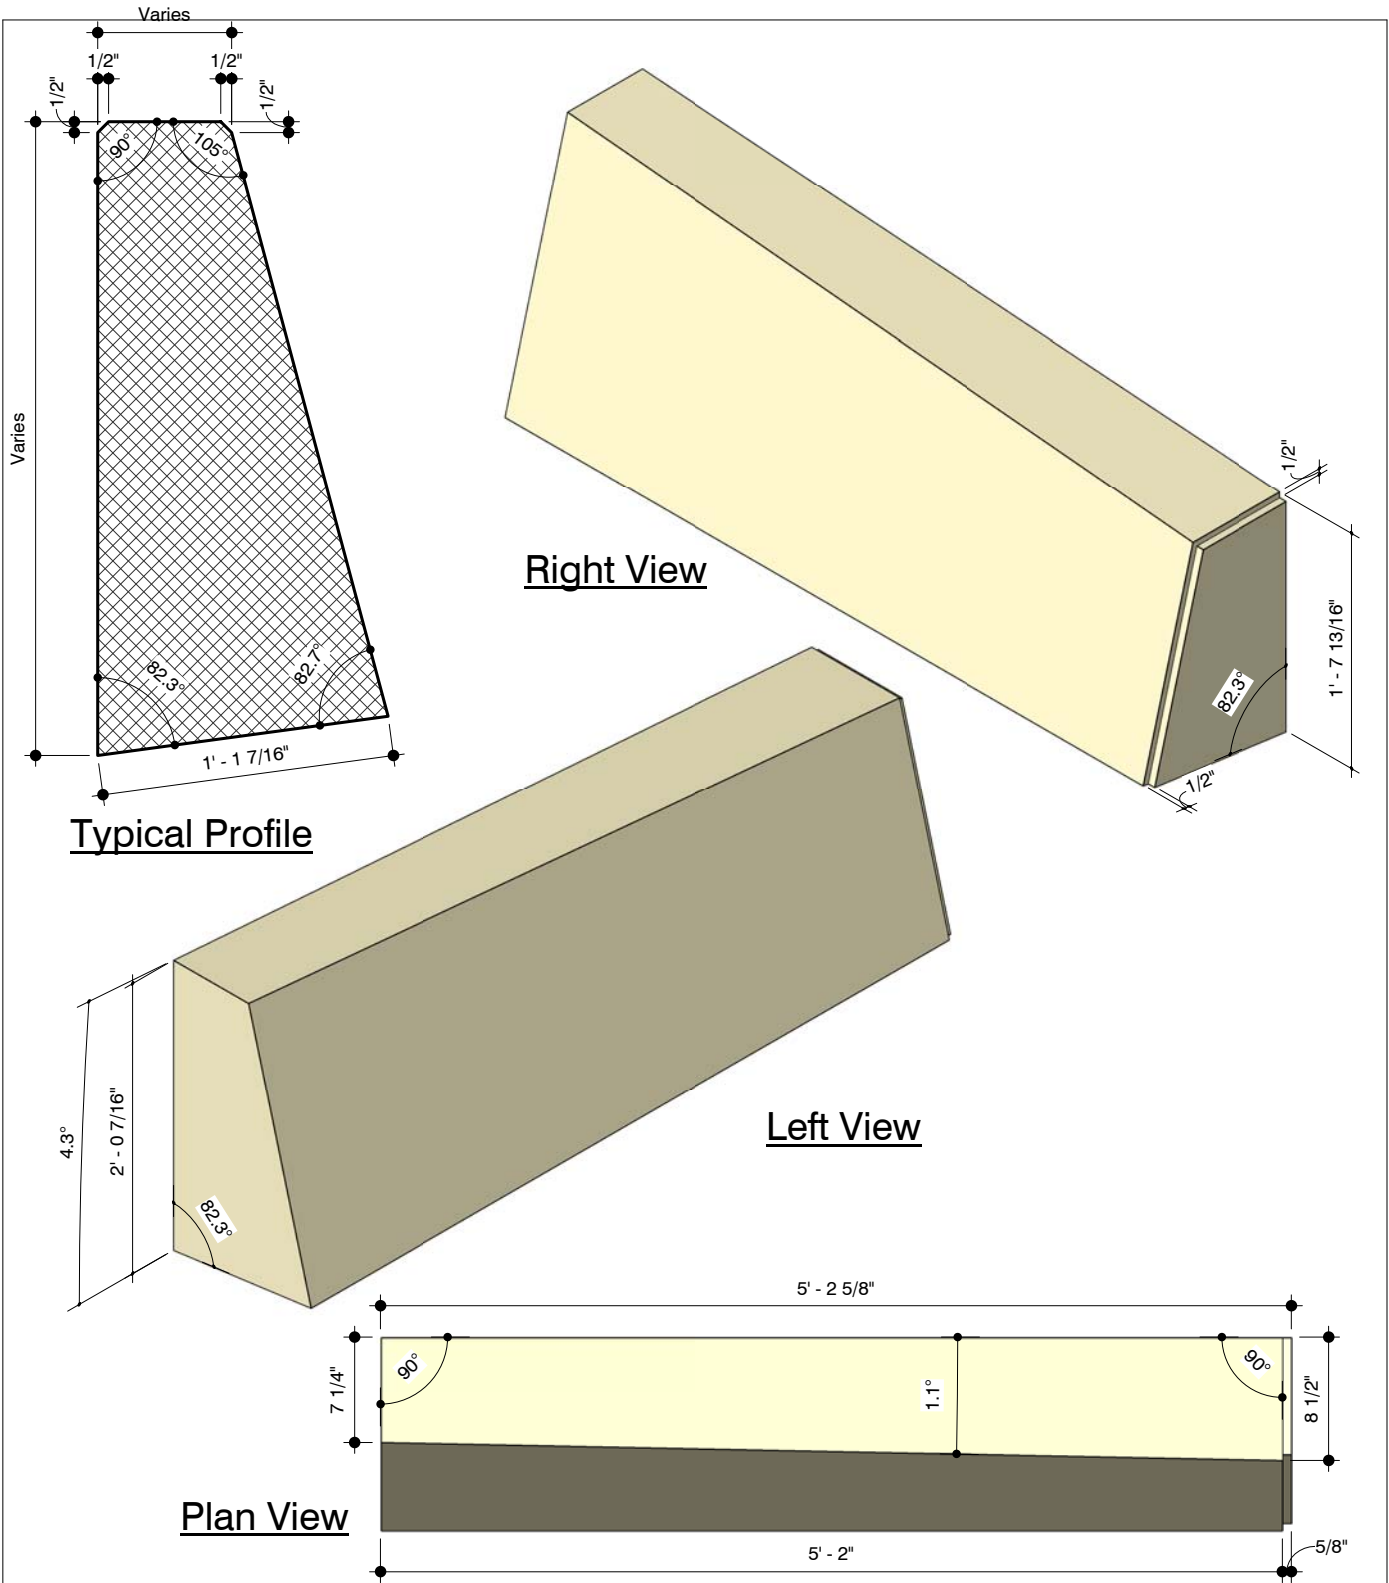 Varies
1/2"
1/2"
1/2"
1/2"
90°
105°
Varies
82.3°
82.7°
1' - 1 7/16"
Typical Profile
Right View
1/2"
1' - 7 13/16"
82.3°
1/2"
4.3°
2' - 0 7/16"
82.3°
Left View
5' - 2 5/8"
7 1/4"
90°
1.1°
90°
8 1/2"
Plan View
5' - 2"
5/8"